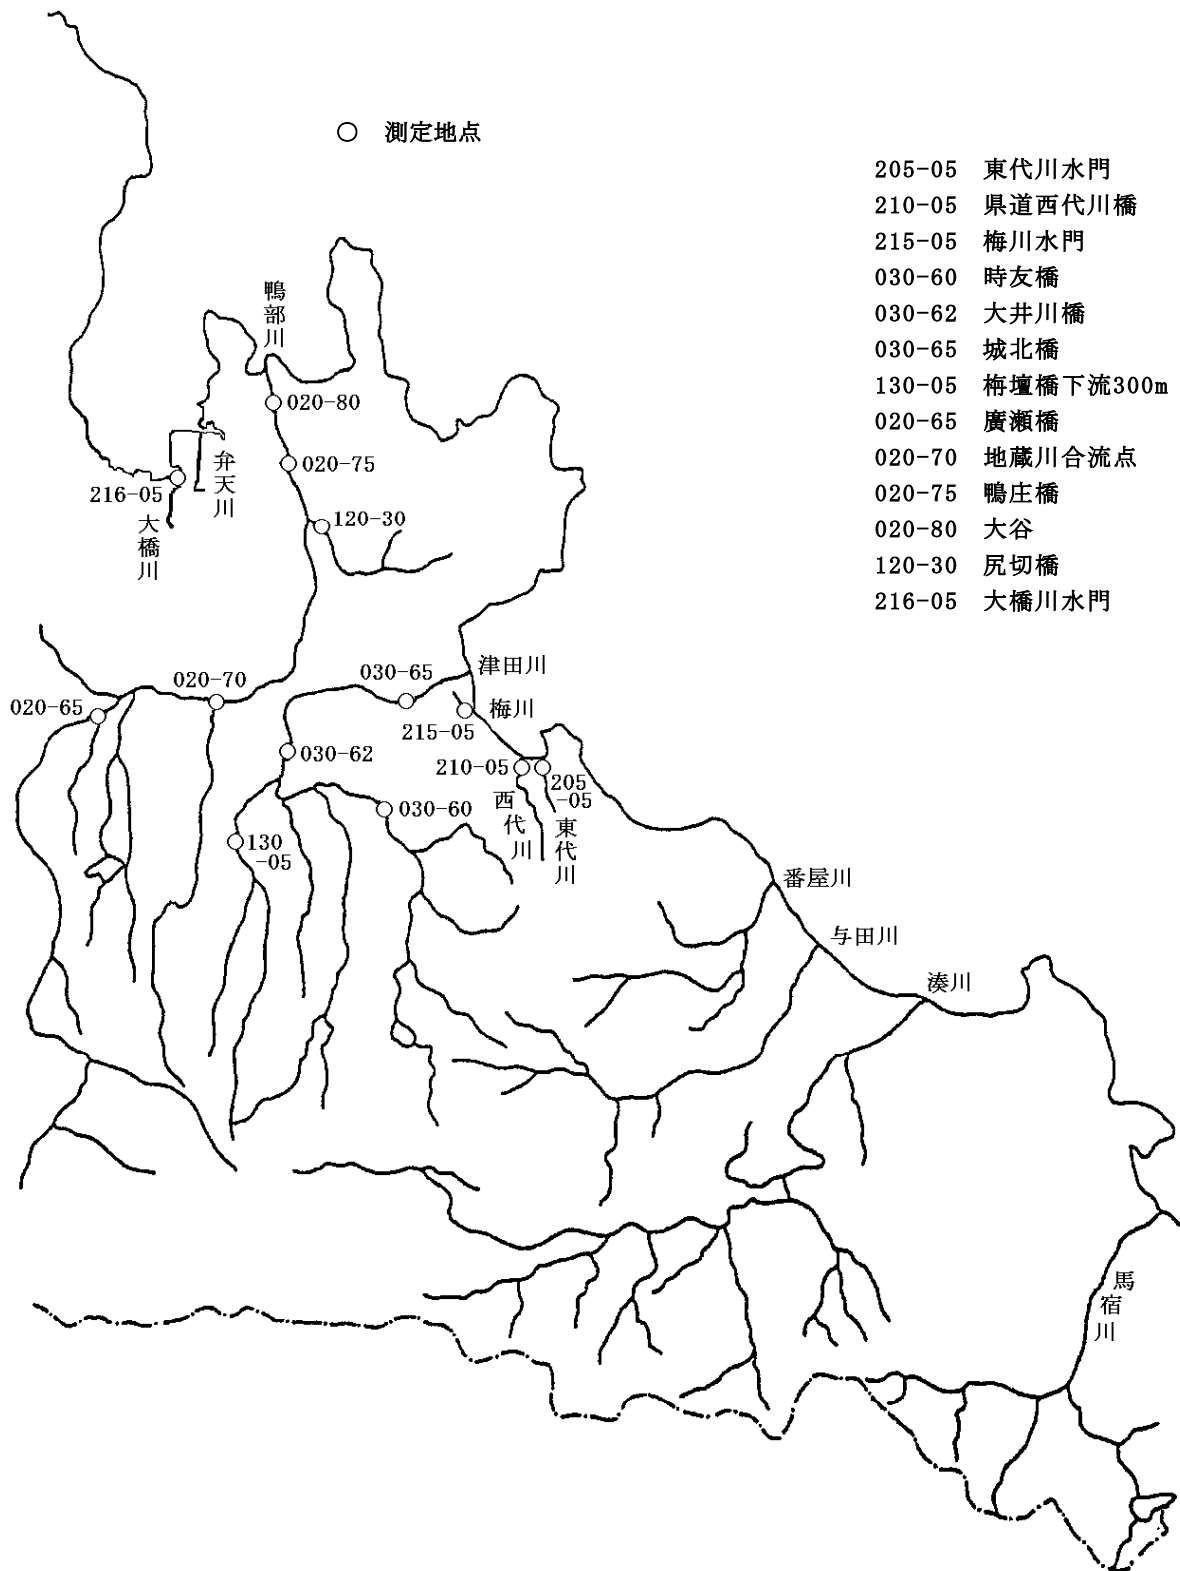 ○ 測定地点
205-05 東代川水門
210-05 県道西代川橋
215-05 梅川水門
030-60 時友橋
030-62 大井川橋
030-65 城北橋
130-05 栴壇橋下流300m
020-65 廣瀬橋
020-70 地蔵川合流点
020-75 鴨庄橋
020-80 大谷
120-30 尻切橋
216-05 大橋川水門
鴨部川
020-80
020-75
弁天川
216-05
大橋川
120-30
津田川
030-65
020-70
020-65
梅川
215-05
030-62
210-05
205
-05
西代川
東代川
030-60
130
-05
番屋川
与田川
湊川
馬宿川